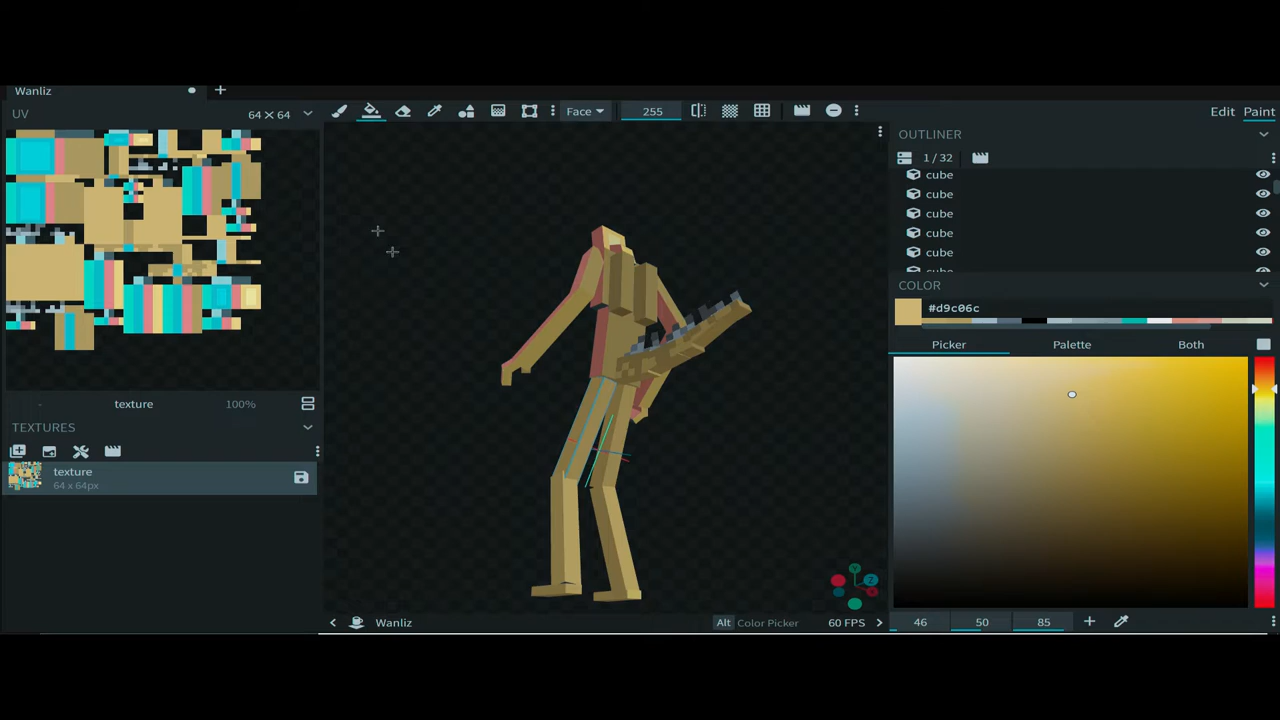 Wanliz
UV
64 × 64
Face
255
Edit
Paint
OUTLINER
1 / 32
cube
cube
cube
cube
cube
COLOR
#d9c06c
Picker
Palette
Both
-
texture
100%
TEXTURES
texture
64 x 64px
Y
Z
X
Wanliz
Alt
Color Picker
60 FPS
46
50
85